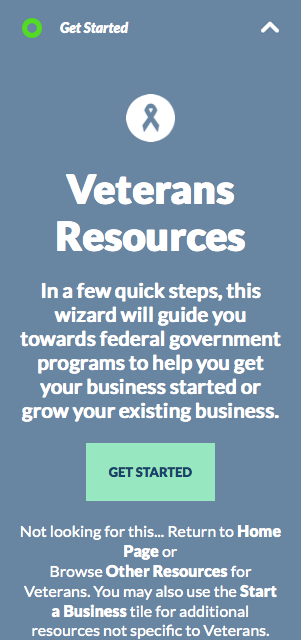 Get Started
Veterans
Resources
In a few quick steps, this
wizard will guide you
towards federal government
programs to help you get
your business started or
grow your existing business.
GET STARTED
Not looking for this... Return to Home
Page or
Browse Other Resources for
Veterans. You may also use the Start
a Business tile for additional
resources not specific to Veterans.